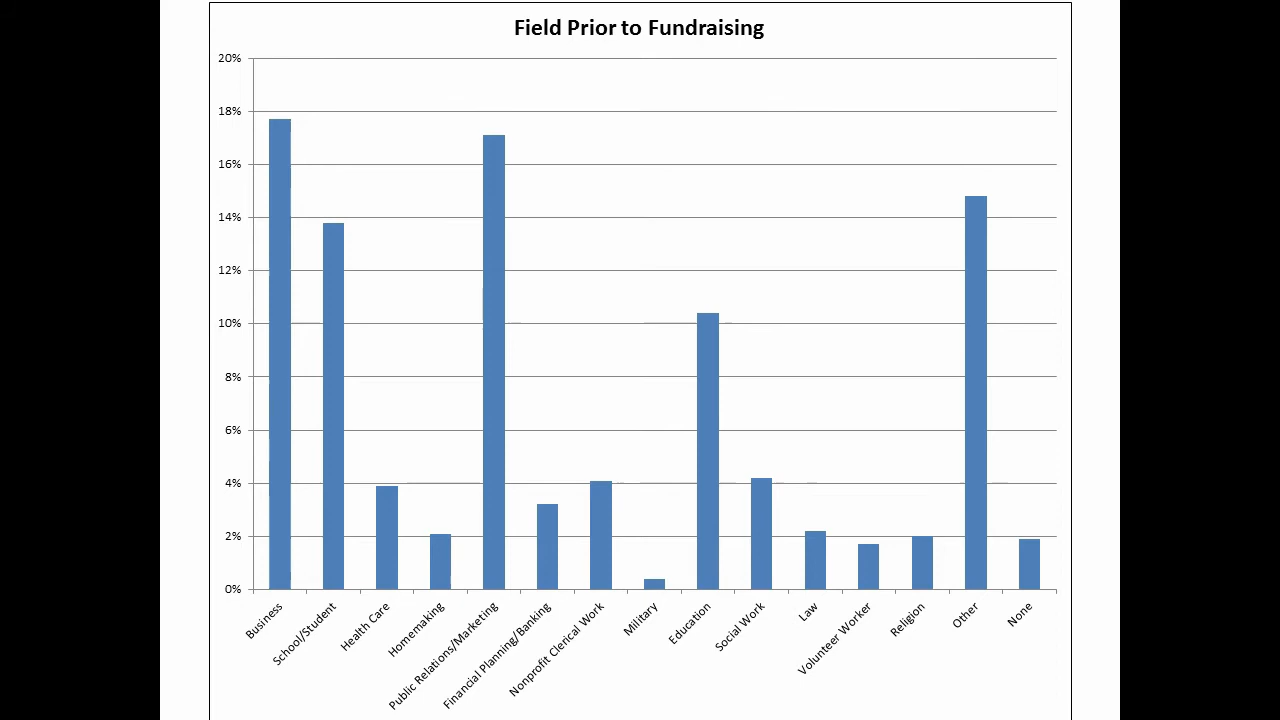 Field Prior to Fundraising
20%
18%
16%
14%
12%
10%
8%
6%
4%
2%
0%
Business
School/Student
Health Care
Homemaking
Public Relations/Marketing
Financial Planning/Banking
Nonprofit Clerical Work
Military
Education
Social Work
Law
Volunteer Worker
Religion
Other
None